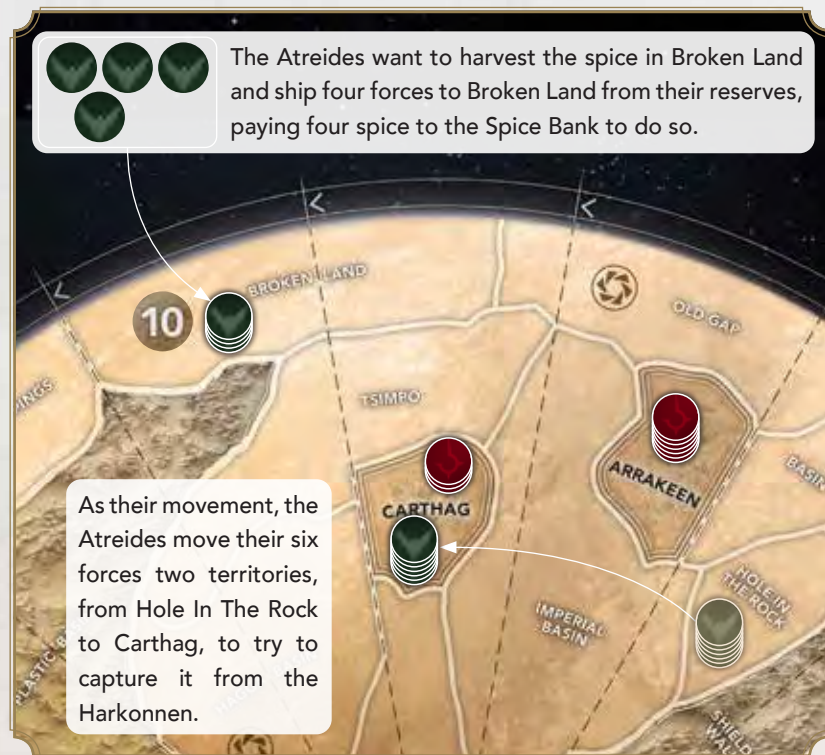 The Atreides want to harvest the spice in Broken Land
and ship four forces to Broken Land from their reserves,
paying four spice to the Spice Bank to do so.
BROKEN LAND
10
OLD GAP
TSIMPO
CARTHAG
ARRAKEEN
BASIN
HOLE IN
THE ROCK
IMPERIAL
BASIN
As their movement, the
Atreides move their six
forces two territories,
from Hole In The Rock
to Carthag, to try to
capture it from the
Harkonnen.